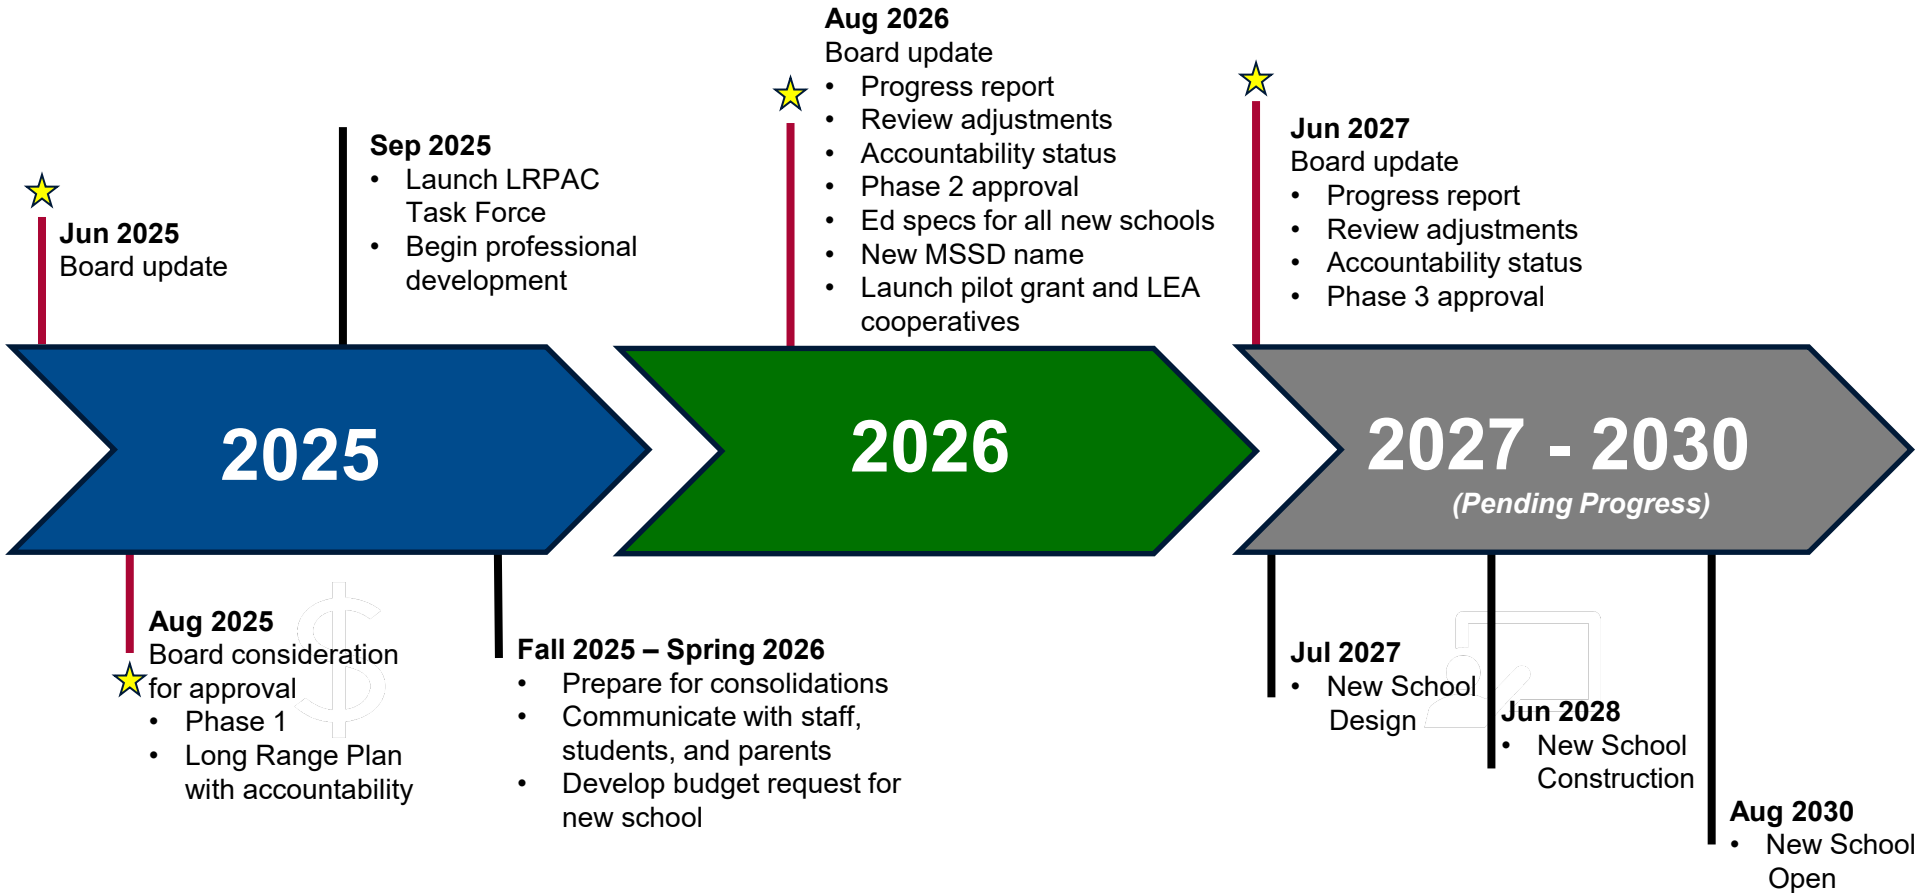 Jun 2025
Board update
Sep 2025
• Launch LRPAC
Task Force
• Begin professional
development
Aug 2026
Board update
• Progress report
• Review adjustments
• Accountability status
• Phase 2 approval
• Ed specs for all new schools
• New MSSD name
• Launch pilot grant and LEA
cooperatives
Jun 2027
Board update
• Progress report
• Review adjustments
• Accountability status
• Phase 3 approval
2025
2026
2027 - 2030
(Pending Progress)
Aug 2025
Board consideration
for approval
• Phase 1
• Long Range Plan
with accountability
Fall 2025 – Spring 2026
• Prepare for consolidations
• Communicate with staff,
students, and parents
• Develop budget request for
new school
Jul 2027
• New School
Design
Jun 2028
• New School
Construction
Aug 2030
• New School
Open